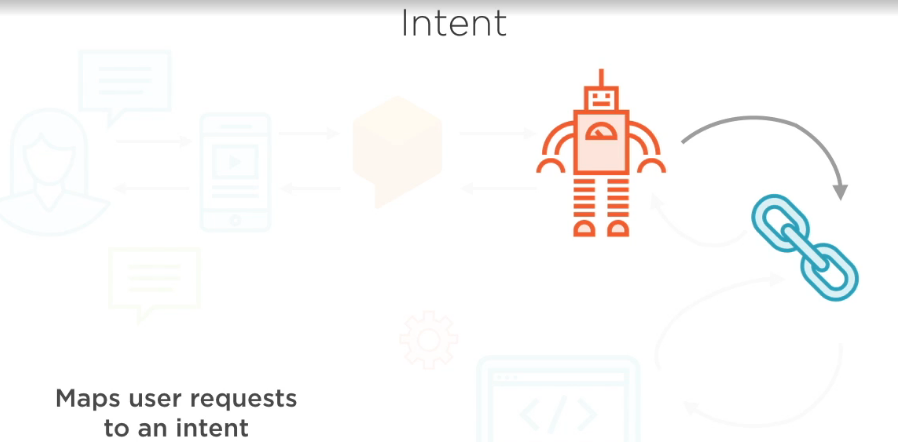 Intent
</>
Maps user requests
to an intent